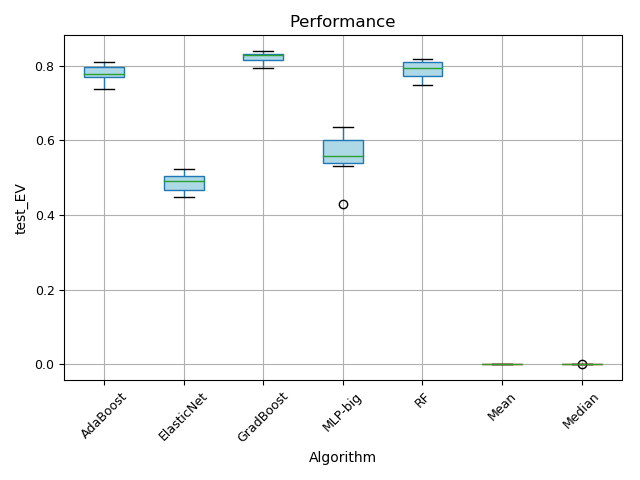 Performance
test_EV
0.8
0.6
0.4
0.2
0.0
AdaBoost
ElasticNet
GradBoost
MLP-big
RF
Mean
Median
Algorithm